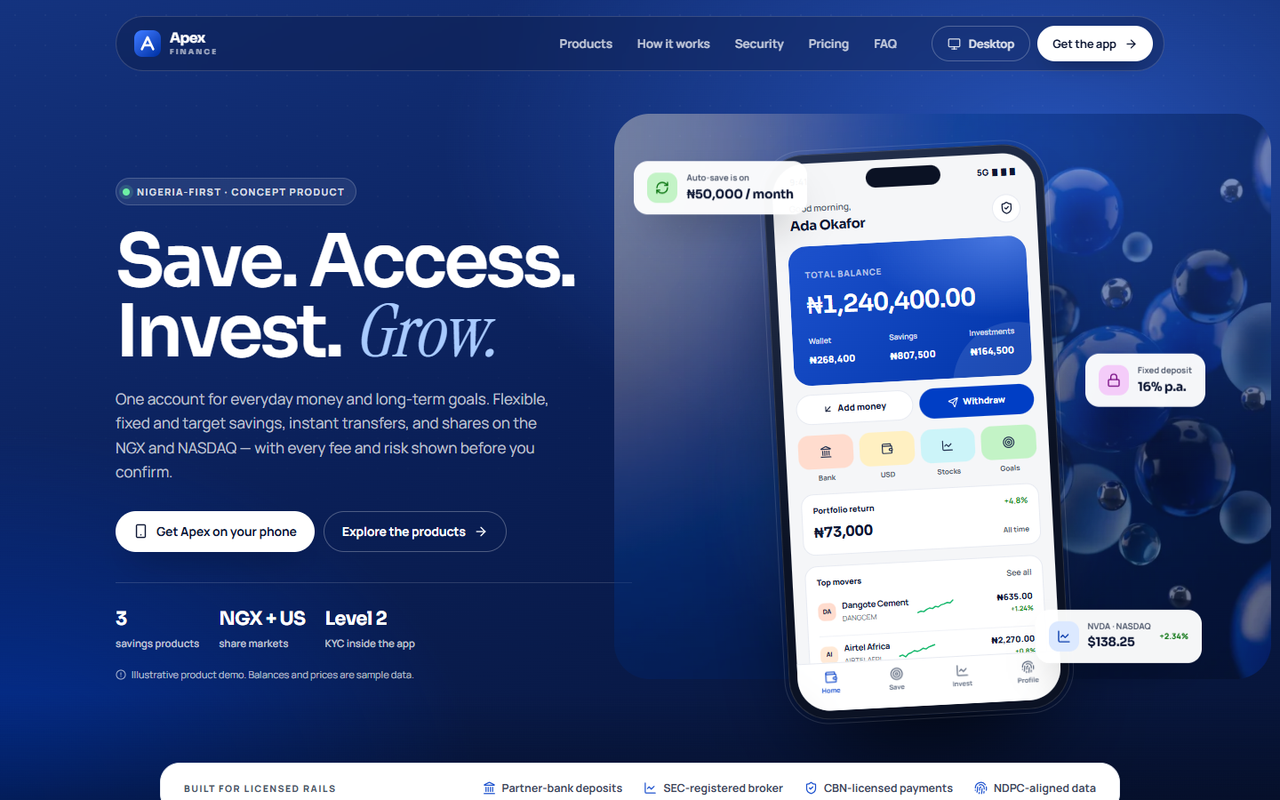 Apex
FINANCE
Products
How it works
Security
Pricing
FAQ
Desktop
Get the app
NIGERIA-FIRST · CONCEPT PRODUCT
Save. Access.
Invest. Grow.
One account for everyday money and long-term goals. Flexible,
fixed and target savings, instant transfers, and shares on the
NGX and NASDAQ — with every fee and risk shown before you
confirm.
Get Apex on your phone
Explore the products
3
savings products
NGX + US
share markets
Level 2
KYC inside the app
Illustrative product demo. Balances and prices are sample data.
Auto-save is on
₦50,000 / month
5G
morning,
Ada Okafor
TOTAL BALANCE
₦1,240,400.00
Wallet
₦268,400
Savings
₦807,500
Investments
₦164,500
Add money
Withdraw
Bank
USD
Stocks
Goals
Portfolio return
+4.8%
₦73,000
All time
Top movers
See all
DA
Dangote Cement
DANGCEM
₦635.00
+1.24%
AI
Airtel Africa
₦2,270.00
Home
Save
Invest
Profile
Fixed deposit
16% p.a.
NVDA · NASDAQ
$138.25
+2.34%
BUILT FOR LICENSED RAILS
Partner-bank deposits
SEC-registered broker
CBN-licensed payments
NDPC-aligned data